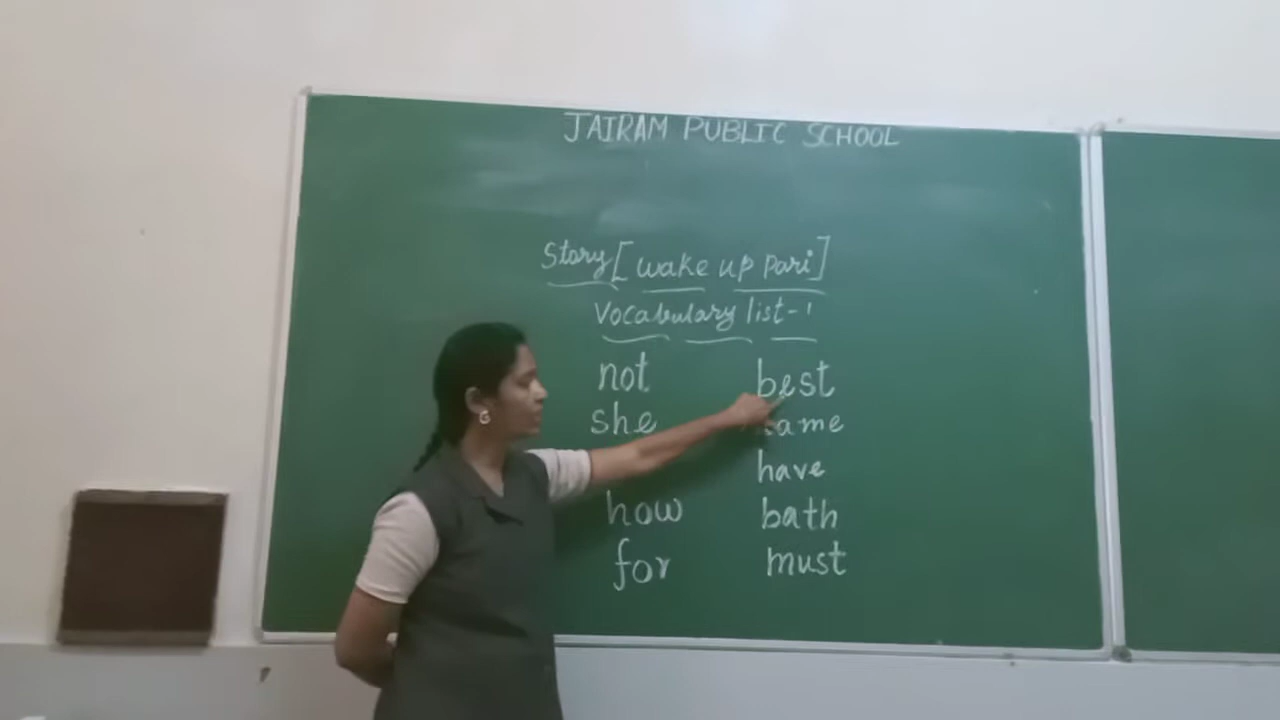 JAIRAM PUBLIC SCHOOL
Story [wake up Pari]
Vocabulary list-1
not best
she
have
how bath
for must